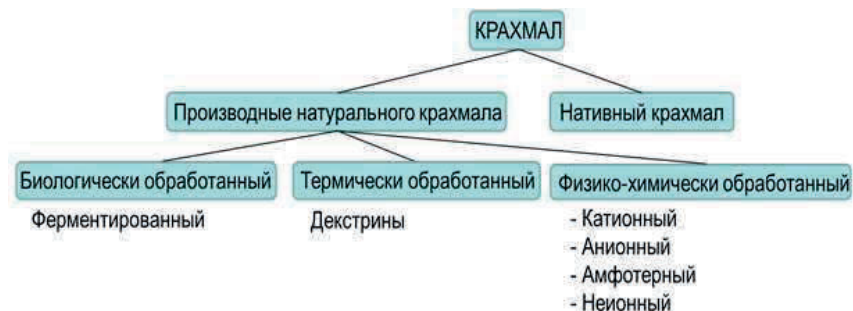 КРАХМАЛ
Производные натурального крахмала
Нативный крахмал
Биологически обработанный
Термически обработанный
Физико-химически обработанный
Ферментированный
Декстрины
- Катионный
- Анионный
- Амфотерный
- Неионный